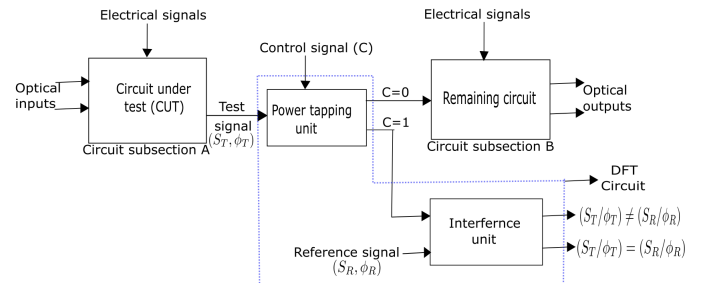 Electrical signals
Electrical signals
Control signal (C)
Optical
inputs
Circuit under
test (CUT)
Circuit subsection A
Test
signal
(S_T, ϕ_T)
Power tapping
unit
C=0
C=1
Remaining circuit
Circuit subsection B
Optical
outputs
DFT
Circuit
Interfernce
unit
Reference signal
(S_R, ϕ_R)
(S_T/ϕ_T) ≠ (S_R/ϕ_R)
(S_T/ϕ_T) = (S_R/ϕ_R)